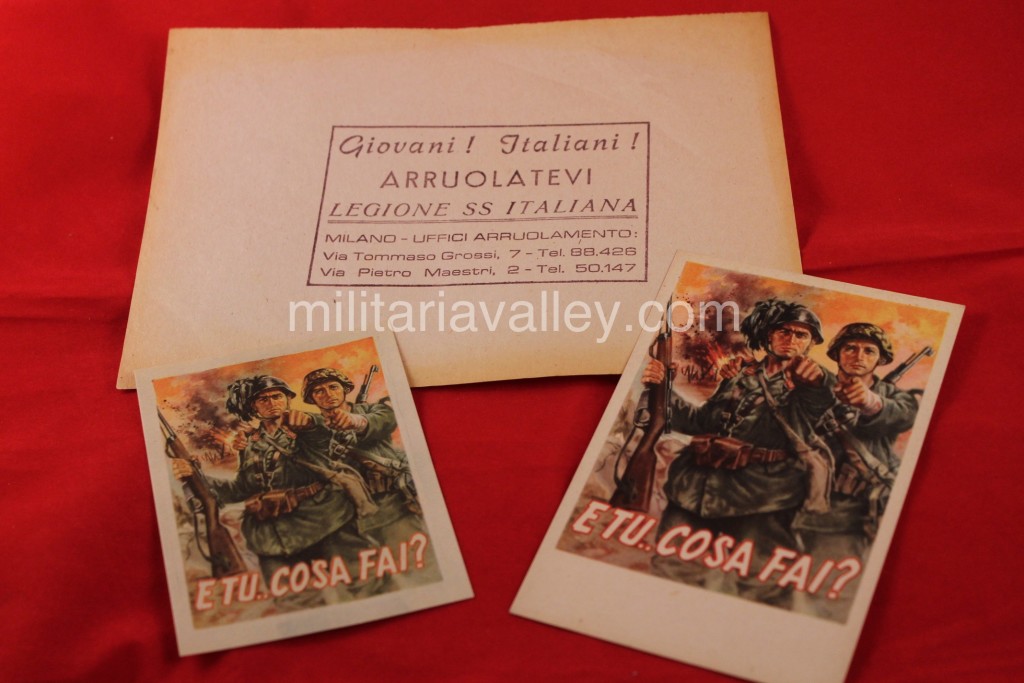 Giovani! Italiani!
ARRUOLATEVI
LEGIONE SS ITALIANA
MILANO - UFFICI ARRUOLAMENTO:
Via Tommaso Grossi, 7 - Tel. 88.426
Via Pietro Maestri, 2 - Tel. 50.147
militariavalley.com
E TU.. COSA FAI?
E TU.. COSA FAI?